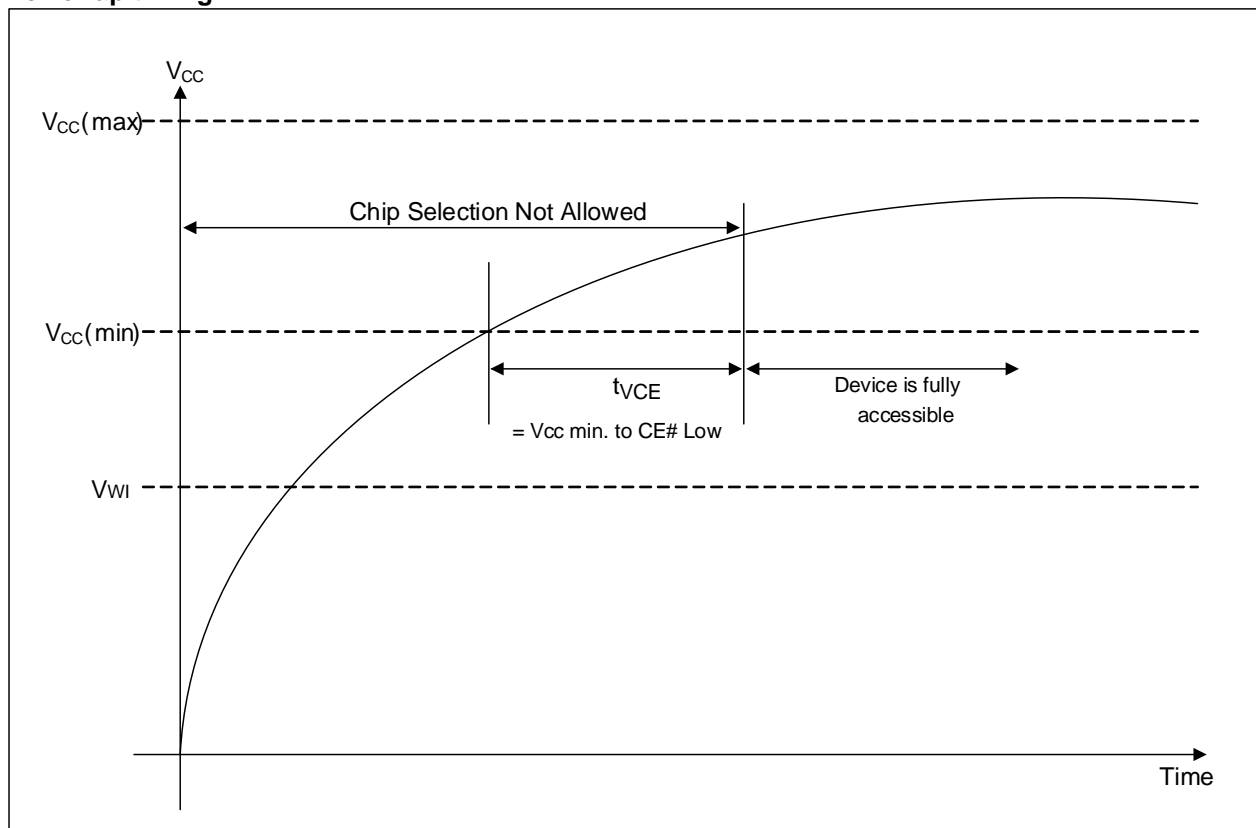 VCC
VCC(max)
Chip Selection Not Allowed
VCC(min)
tVCE
= Vcc min. to CE# Low
Device is fully
accessible
VWI
Time